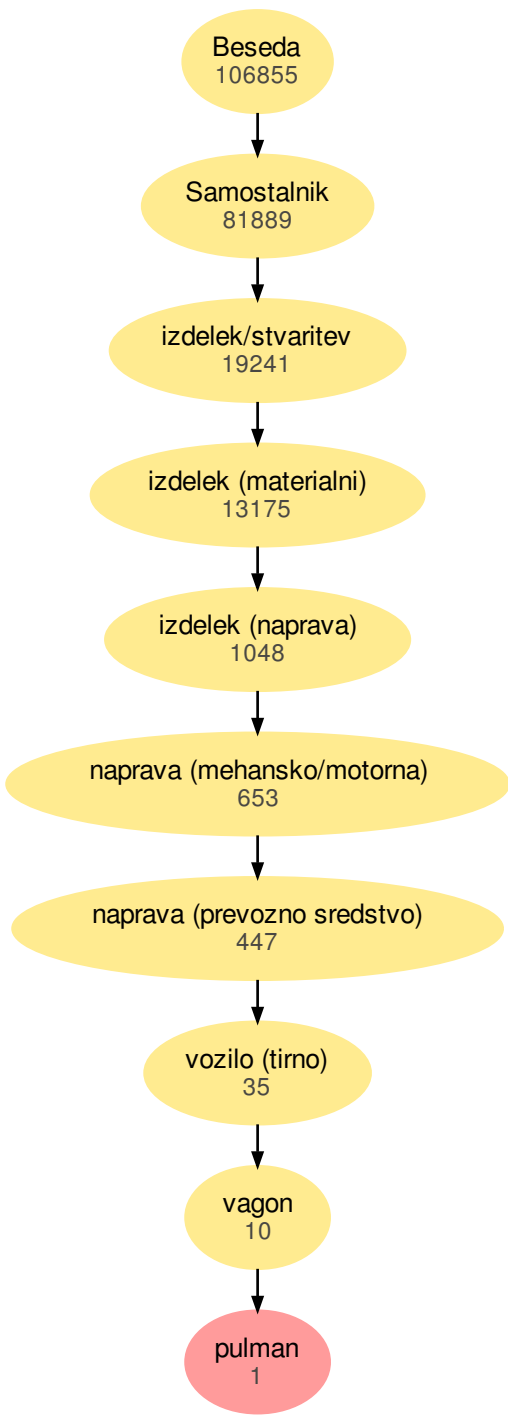 Beseda
106855
Samostalnik
81889
izdelek/stvaritev
19241
izdelek (materialni)
13175
izdelek (naprava)
1048
naprava (mehansko/motorna)
653
naprava (prevozno sredstvo)
447
vozilo (tirno)
35
vagon
10
pulman
1